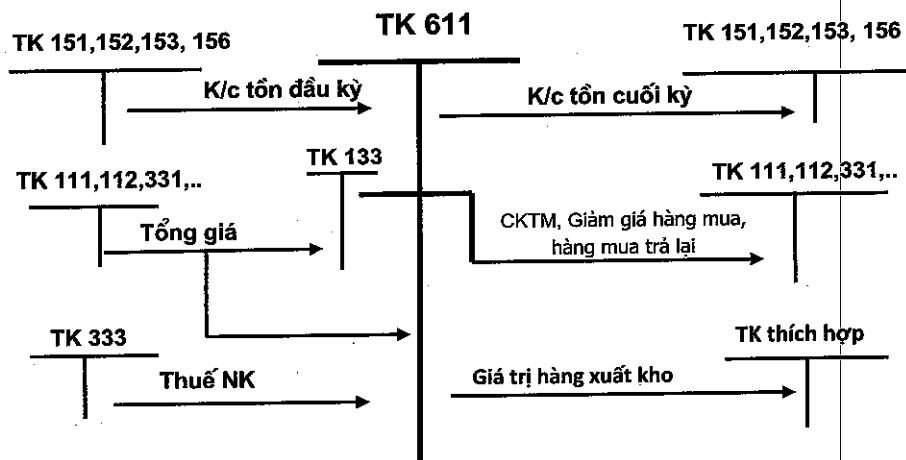 TK 611
TK 151,152,153, 156
TK 151,152,153, 156
K/c tồn đầu kỳ
K/c tồn cuối kỳ
TK 133
TK 111,112,331,..
TK 111,112,331,..
Tổng giá
CKTM, Giảm giá hàng mua,
hàng mua trả lại
TK 333
TK thích hợp
Thuế NK
Giá trị hàng xuất kho